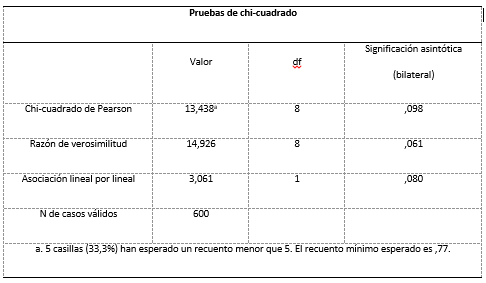 Pruebas de chi-cuadrado
Valor df Significación asintótica
(bilateral)
Chi-cuadrado de Pearson 13,438ᵃ 8 ,098
Razón de verosimilitud 14,926 8 ,061
Asociación lineal por lineal 3,061 1 ,080
N de casos válidos 600
a. 5 casillas (33,3%) han esperado un recuento menor que 5. El recuento mínimo esperado es ,77.